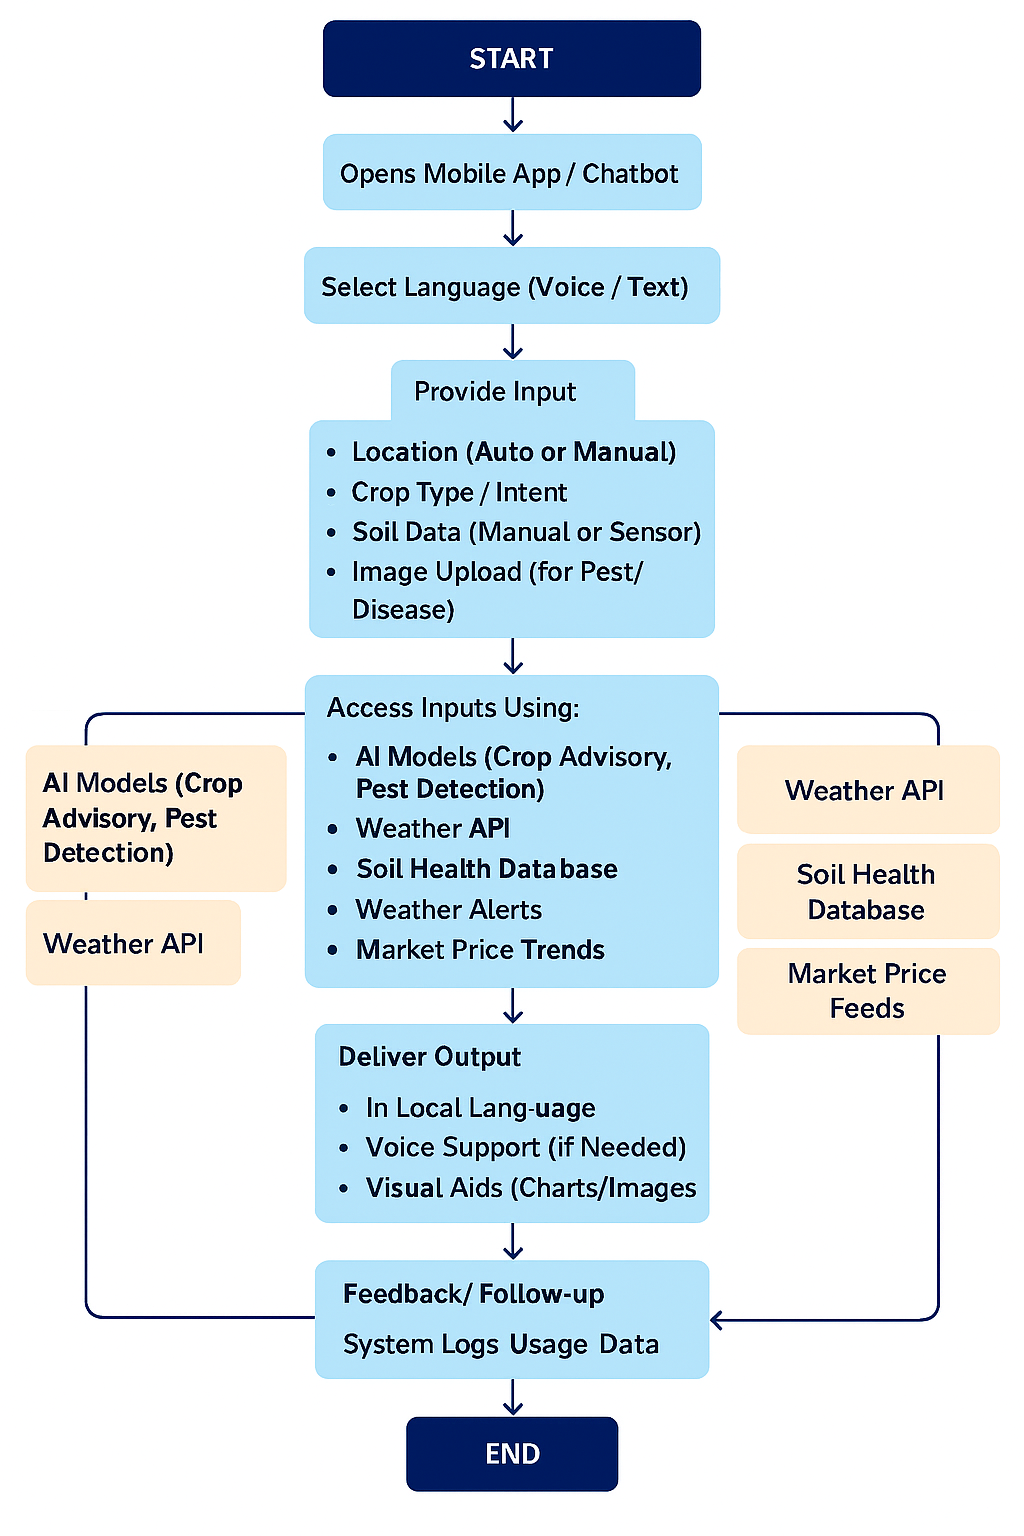 START
Opens Mobile App / Chatbot
Select Language (Voice / Text)
Provide Input
• Location (Auto or Manual)
• Crop Type / Intent
• Soil Data (Manual or Sensor)
• Image Upload (for Pest/
Disease)
Access Inputs Using:
• AI Models (Crop Advisory,
Pest Detection)
• Weather API
• Soil Health Database
• Weather Alerts
• Market Price Trends
AI Models (Crop
Advisory, Pest
Detection)
Weather API
Weather API
Soil Health
Database
Market Price
Feeds
Deliver Output
• In Local Lang-uage
• Voice Support (if Needed)
• Visual Aids (Charts/Images
Feedback/ Follow-up
System Logs Usage Data
END